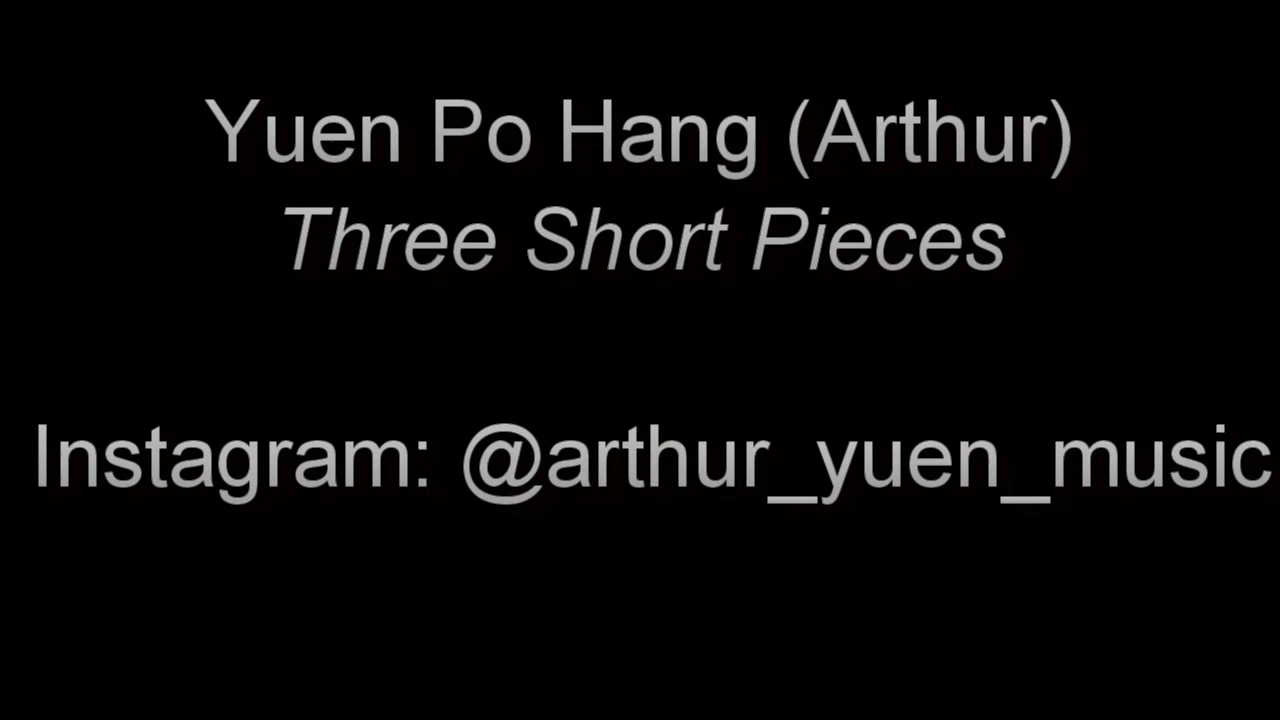 Yuen Po Hang (Arthur)
Three Short Pieces
Instagram: @arthur_yuen_music